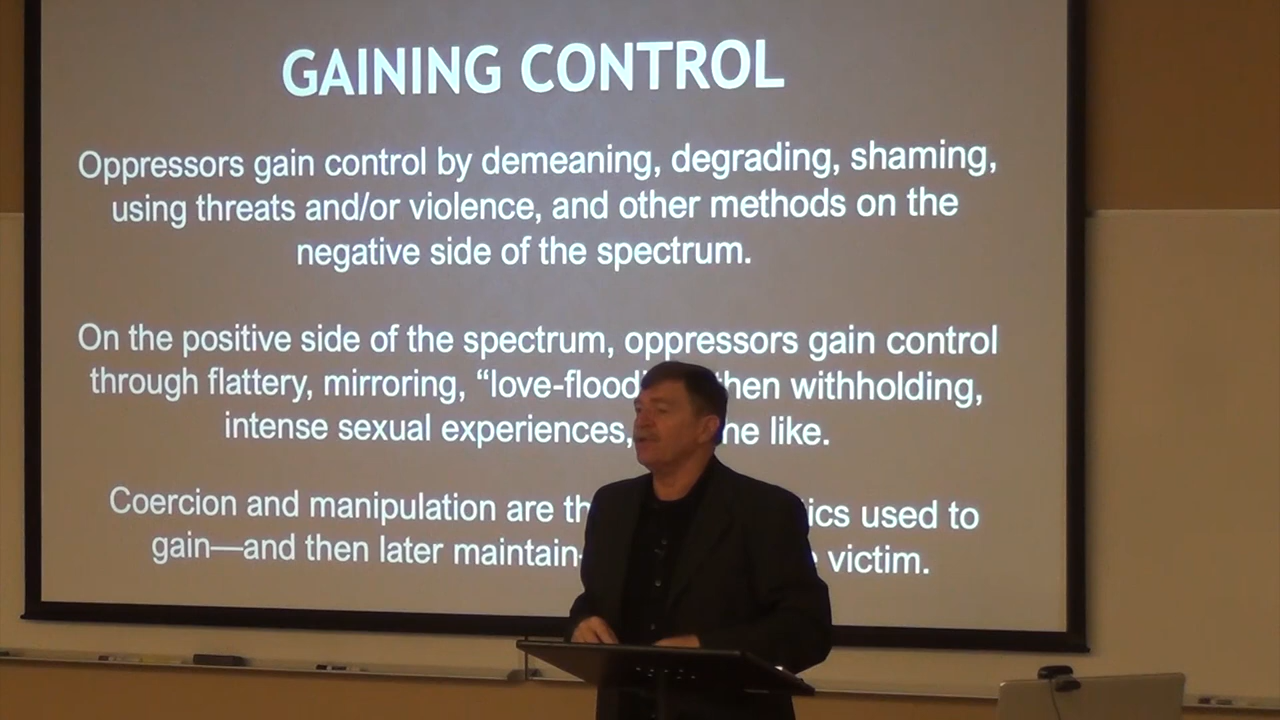 GAINING CONTROL
Oppressors gain control by demeaning, degrading, shaming,
using threats and/or violence, and other methods on the
negative side of the spectrum.
On the positive side of the spectrum, oppressors gain control
through flattery, mirroring, “love-flood then withholding,
intense sexual experiences, like.
Coercion and manipulation are used to
gain—and then later maintain victim.